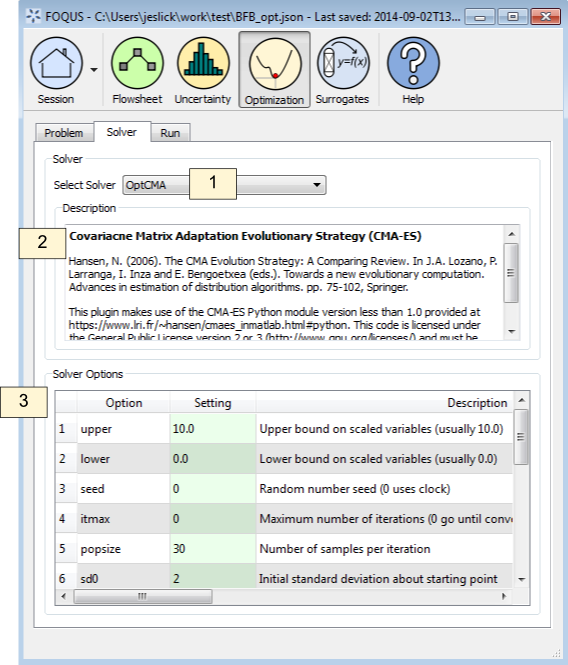 FOQUS - C:\Users\jeslick\work\test\BFB_opt.json - Last saved: 2014-09-02T13...
Session Flowsheet Uncertainty Optimization Surrogates Help
y=f(x)
?
Problem Solver Run
Solver
Select Solver OptCMA 1
Description
2
Covariacne Matrix Adaptation Evolutionary Strategy (CMA-ES)
Hansen, N. (2006). The CMA Evolution Strategy: A Comparing Review. In J.A. Lozano, P.
Larranga, I. Inza and E. Bengoetxea (eds.). Towards a new evolutionary computation.
Advances in estimation of distribution algorithms. pp. 75-102, Springer.
This plugin makes use of the CMA-ES Python module version less than 1.0 provided at
https://www.lri.fr/~hansen/cmaes_inmatlab.html#python. This code is licensed under
the General Public License version 2 or 3 (http://www.gnu.org/licenses/) and must be
Solver Options
3
Option Setting Description
1 upper 10.0 Upper bound on scaled variables (usually 10.0)
2 lower 0.0 Lower bound on scaled variables (usually 0.0)
3 seed 0 Random number seed (0 uses clock)
4 itmax 0 Maximum number of iterations (0 go until conv
5 popsize 30 Number of samples per iteration
6 sd0 2 Initial standard deviation about starting point